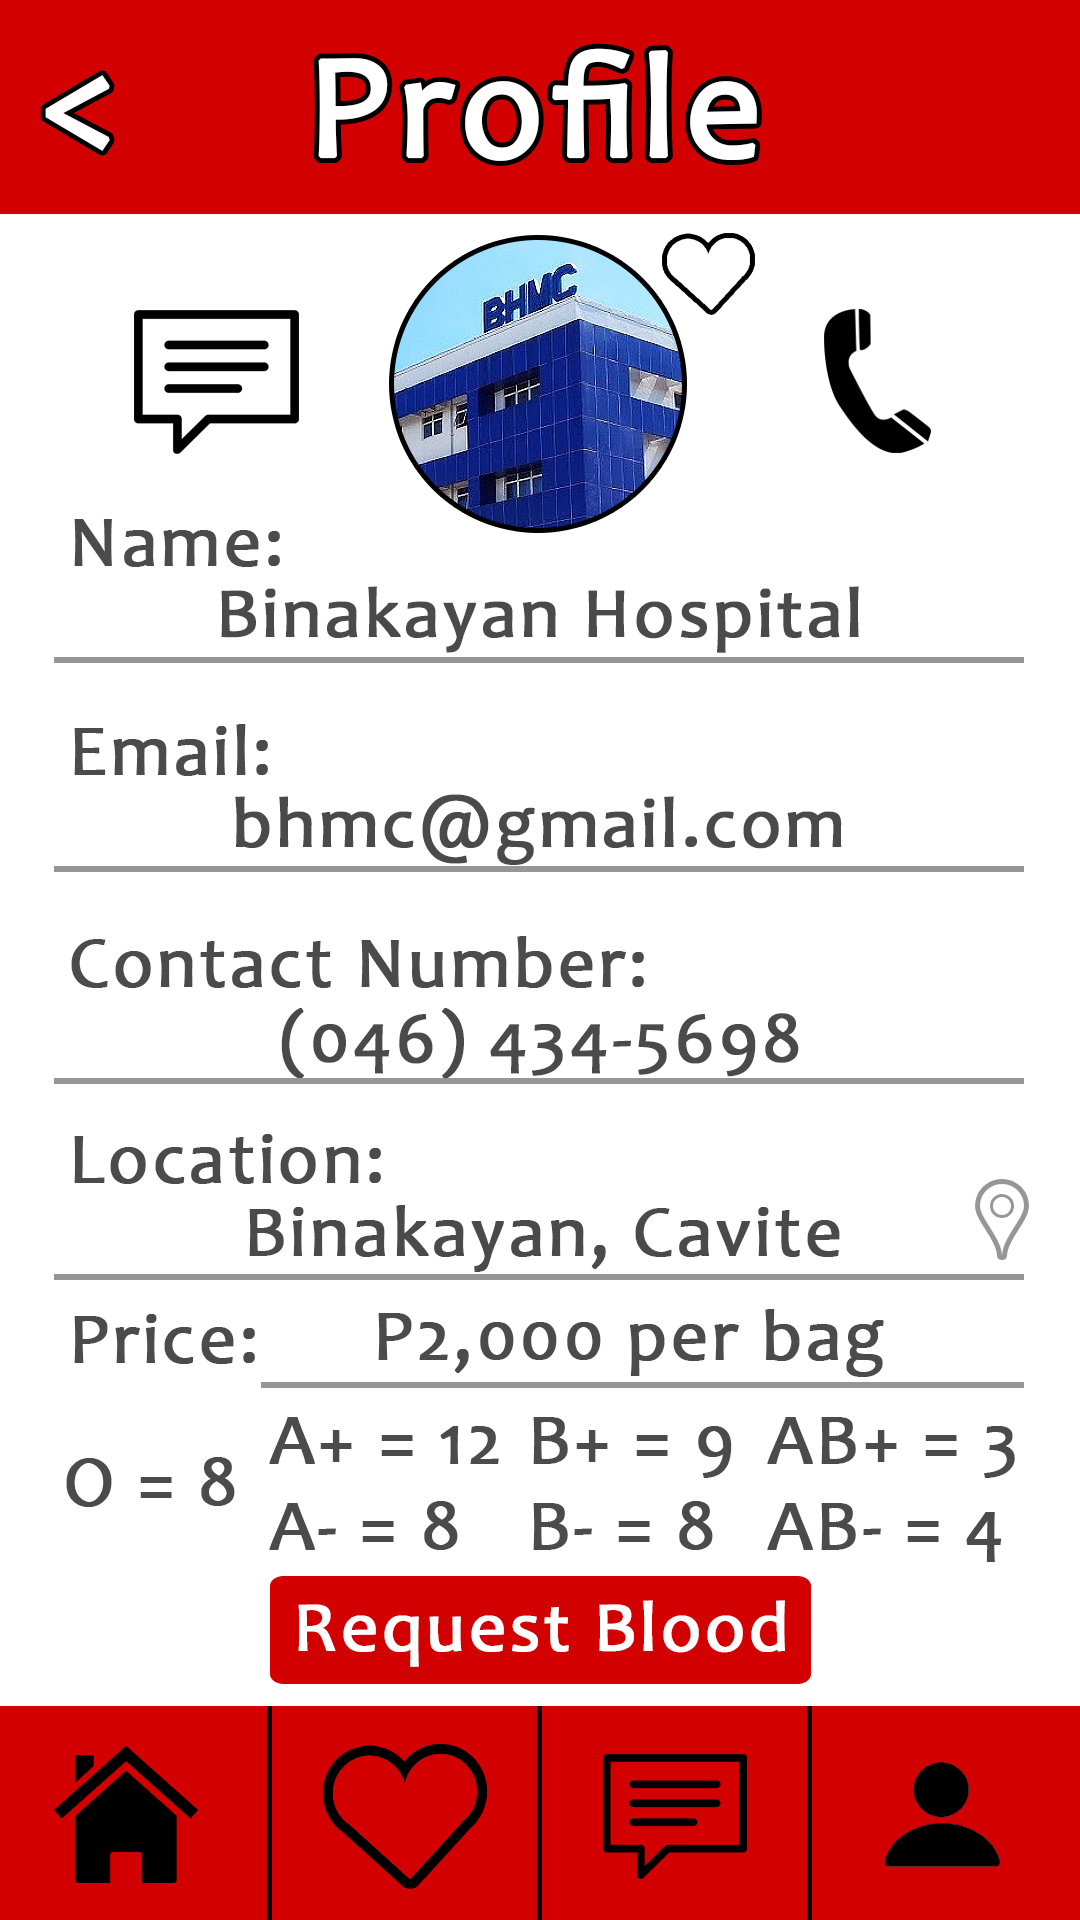 < Profile
BHMC
Name:
Binakayan Hospital
Email:
bhmc@gmail.com
Contact Number:
(046) 434-5698
Location:
Binakayan, Cavite
Price: P2,000 per bag
O = 8
A+ = 12 B+ = 9 AB+ = 3
A- = 8 B- = 8 AB- = 4
Request Blood